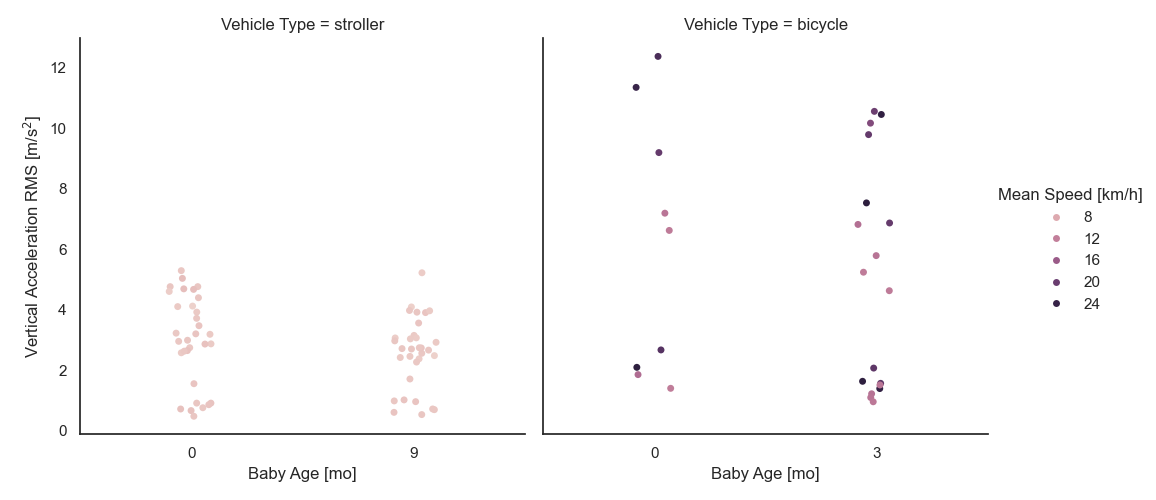 Vehicle Type = stroller
Vehicle Type = bicycle
Vertical Acceleration RMS [m/s²]
12
10
8
6
4
2
0
0
9
Baby Age [mo]
0
3
Baby Age [mo]
Mean Speed [km/h]
8
12
16
20
24